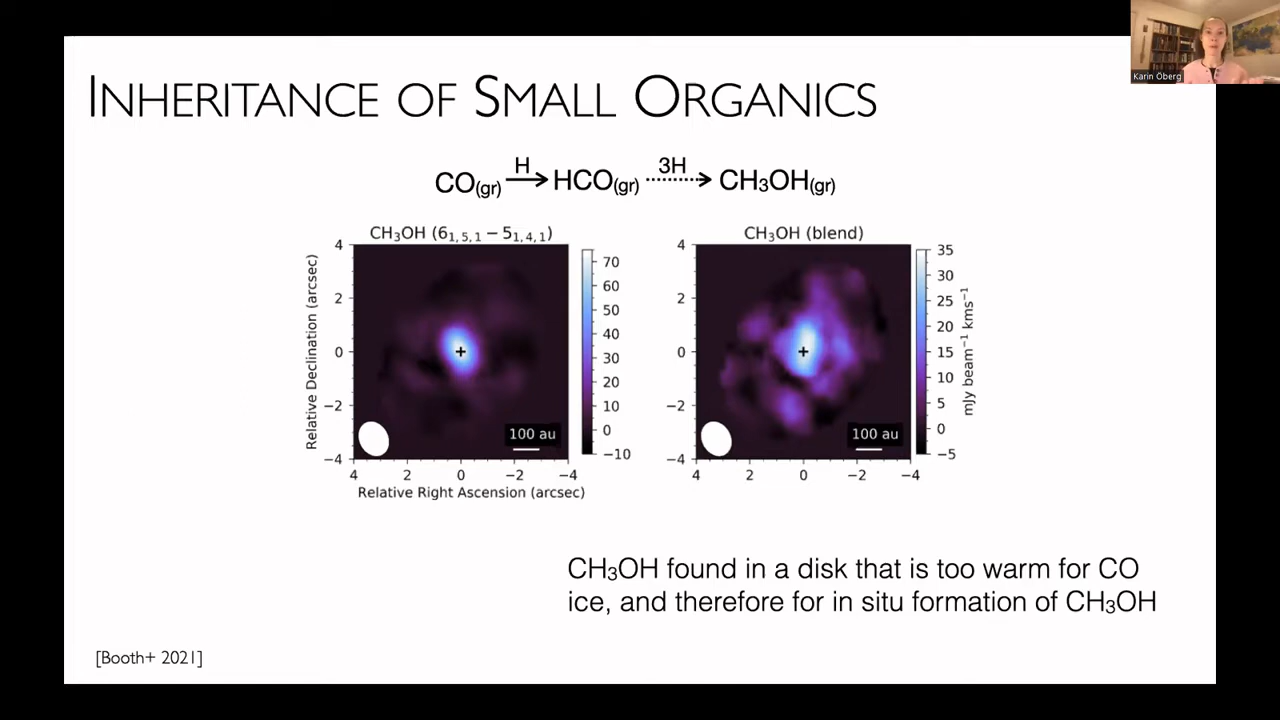 Karin Öberg
INHERITANCE OF SMALL ORGANICS
CO(gr) H→ HCO(gr) 3H⇢ CH₃OH(gr)
CH₃OH (6₁,₅,₁ − 5₁,₄,₁)
CH₃OH (blend)
Relative Declination (arcsec)
4
2
0
−2
−4
100 au
4 2 0 −2 −4
Relative Right Ascension (arcsec)
70
60
50
40
30
20
10
0
−10
4
2
0
−2
−4
100 au
4 2 0 −2 −4
35
30
25
20
15
10
5
0
−5
mJy beam⁻¹ kms⁻¹
CH₃OH found in a disk that is too warm for CO
ice, and therefore for in situ formation of CH₃OH
[Booth+ 2021]